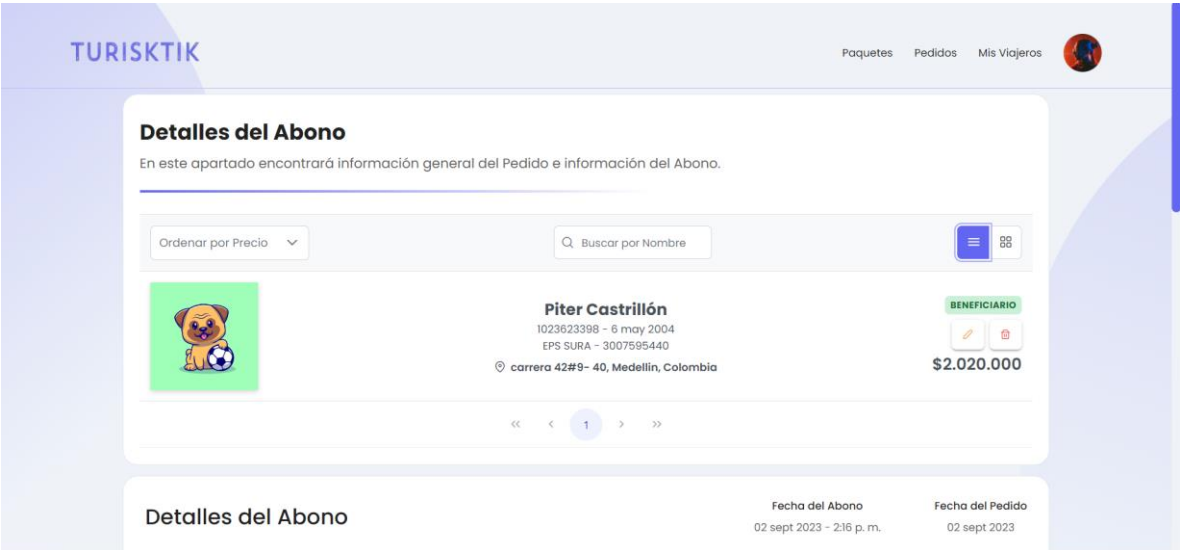 TURISKTIK
Paquetes Pedidos Mis Viajeros
Detalles del Abono
En este apartado encontrará información general del Pedido e información del Abono.
Ordenar por Precio
Buscar por Nombre
Piter Castrillón
1023623398 - 6 may 2004
EPS SURA - 3007595440
carrera 42#9- 40, Medellin, Colombia
BENEFICIARIO
$2.020.000
<< < 1 > >>
Detalles del Abono
Fecha del Abono
02 sept 2023 - 2:16 p. m.
Fecha del Pedido
02 sept 2023